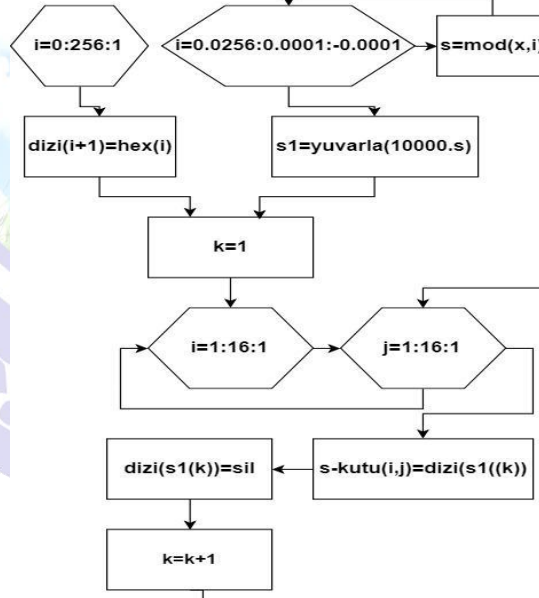 i=0:256:1
i=0.0256:0.0001:-0.0001
s=mod(x,i)
dizi(i+1)=hex(i)
s1=yuvarla(10000.s)
k=1
i=1:16:1
j=1:16:1
dizi(s1(k))=sil
s-kutu(i,j)=dizi(s1((k))
k=k+1